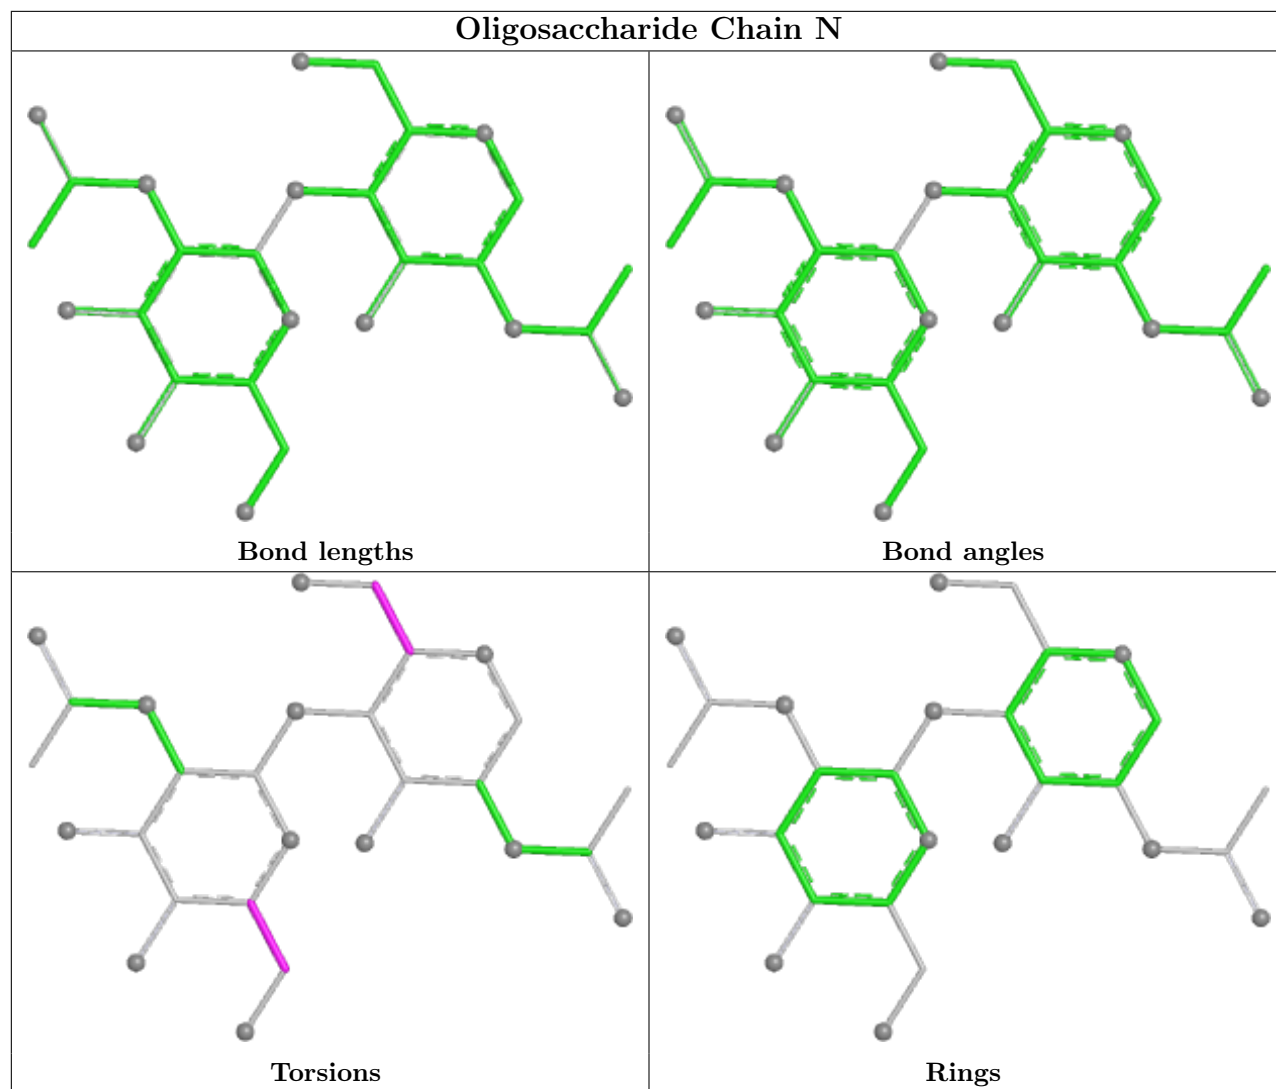 Oligosaccharide Chain N
Bond lengths
Bond angles
Torsions
Rings